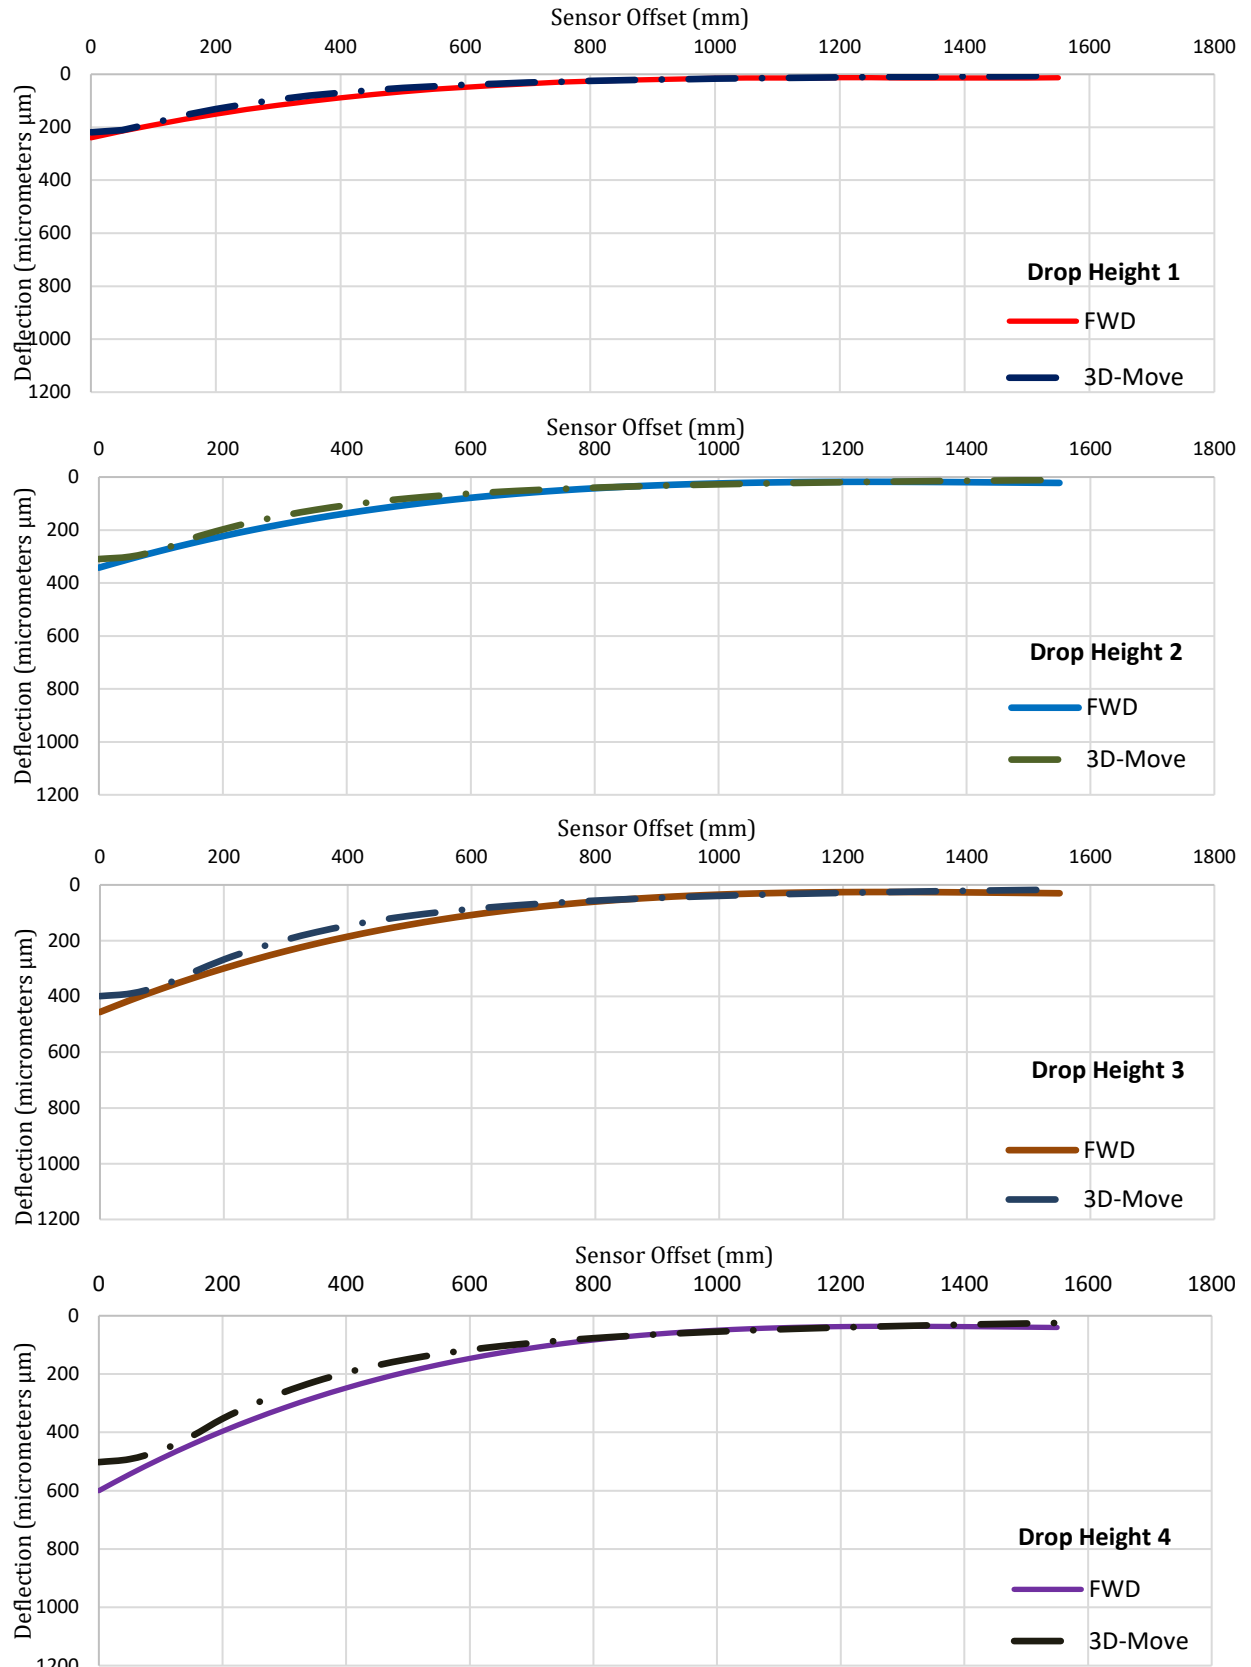 Sensor Offset (mm)
0 200 400 600 800 1000 1200 1400 1600 1800
0
200
400
600
800
1000
1200
Deflection (micrometers μm)
Drop Height 1
FWD
3D-Move
Sensor Offset (mm)
0 200 400 600 800 1000 1200 1400 1600 1800
0
200
400
600
800
1000
1200
Deflection (micrometers μm)
Drop Height 2
FWD
3D-Move
Sensor Offset (mm)
0 200 400 600 800 1000 1200 1400 1600 1800
0
200
400
600
800
1000
1200
Deflection (micrometers μm)
Drop Height 3
FWD
3D-Move
Sensor Offset (mm)
0 200 400 600 800 1000 1200 1400 1600 1800
0
200
400
600
800
1000
1200
Deflection (micrometers μm)
Drop Height 4
FWD
3D-Move